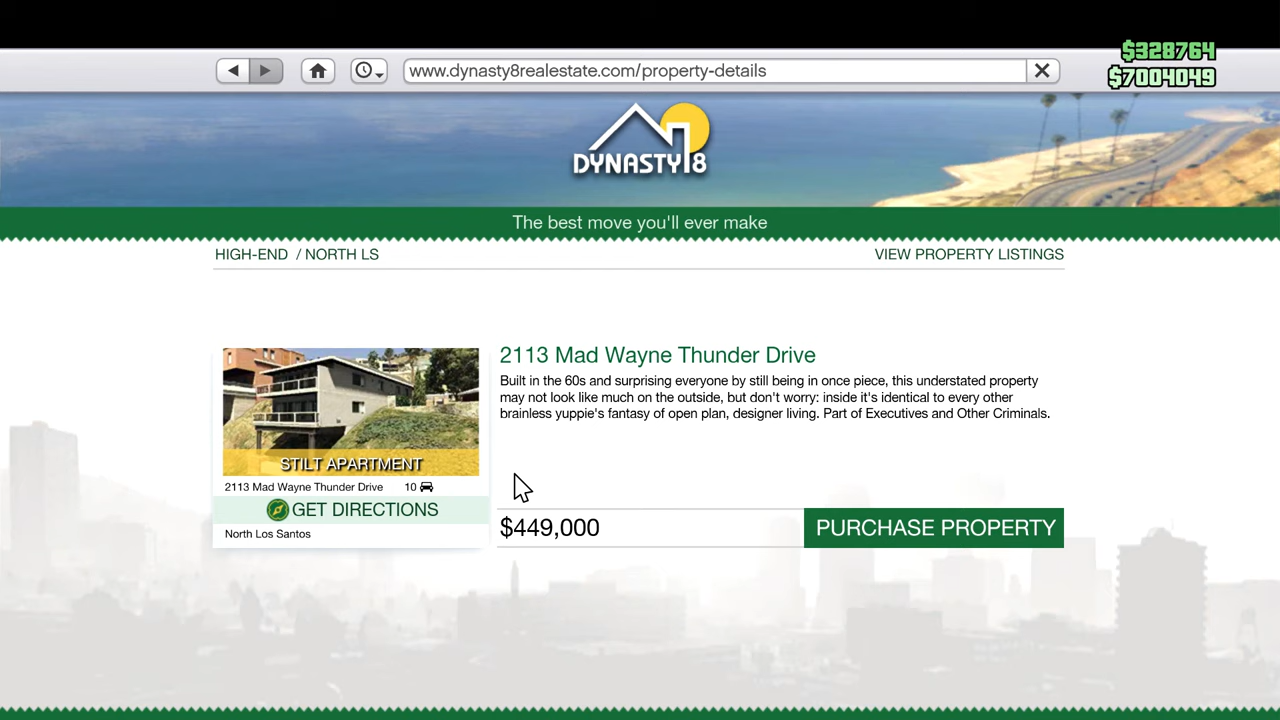 $328764
www.dynasty8realestate.com/property-details
$7004049
DYNASTY 8
The best move you'll ever make
HIGH-END / NORTH LS
VIEW PROPERTY LISTINGS
2113 Mad Wayne Thunder Drive
Built in the 60s and surprising everyone by still being in once piece, this understated property
may not look like much on the outside, but don't worry: inside it's identical to every other
brainless yuppie's fantasy of open plan, designer living. Part of Executives and Other Criminals.
STILT APARTMENT
2113 Mad Wayne Thunder Drive 10
GET DIRECTIONS
North Los Santos
$449,000
PURCHASE PROPERTY